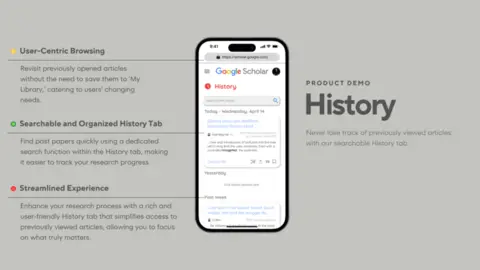 User-Centric Browsing
Revisit previously opened articles
without the need to save them to 'My
Library,' catering to users' changing
needs.
Searchable and Organized History Tab
Find past papers quickly using a dedicated
search function within the History tab, making
it easier to track your research progress.
Streamlined Experience
Enhance your research process with a rich and
user-friendly History tab that simplifies access to
previously viewed articles, allowing you to focus
on what truly matters.
9:41
https://scholar.google.com/
Google Scholar
History
Today - Wednesday, April 14
Yesterday
Past week
PRODUCT DEMO
History
Never lose track of previously viewed articles
with our searchable History tab.